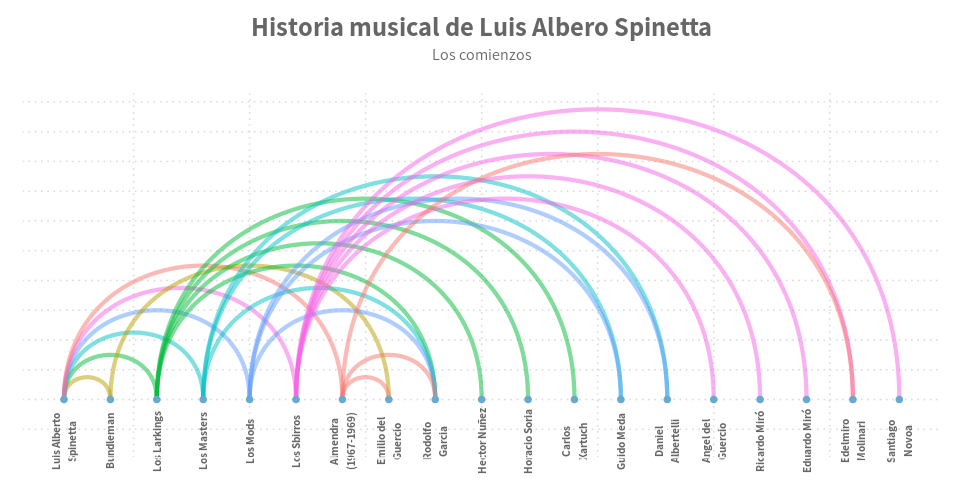 Historia musical de Luis Albero Spinetta
Los comienzos
Luis Alberto
Spinetta
Bundleman
Los Larkings
Los Masters
Los Mods
Los Sbirros
Almendra
(1967-1969)
Emilio del
Guercio
Rodolfo
Garcia
Hector Nuñez
Horacio Soria
Carlos
Kartuch
Guido Meda
Daniel
Albertelli
Angel del
Guercio
Ricardo Miró
Eduardo Miró
Edelmiro
Molinari
Santiago
Novoa